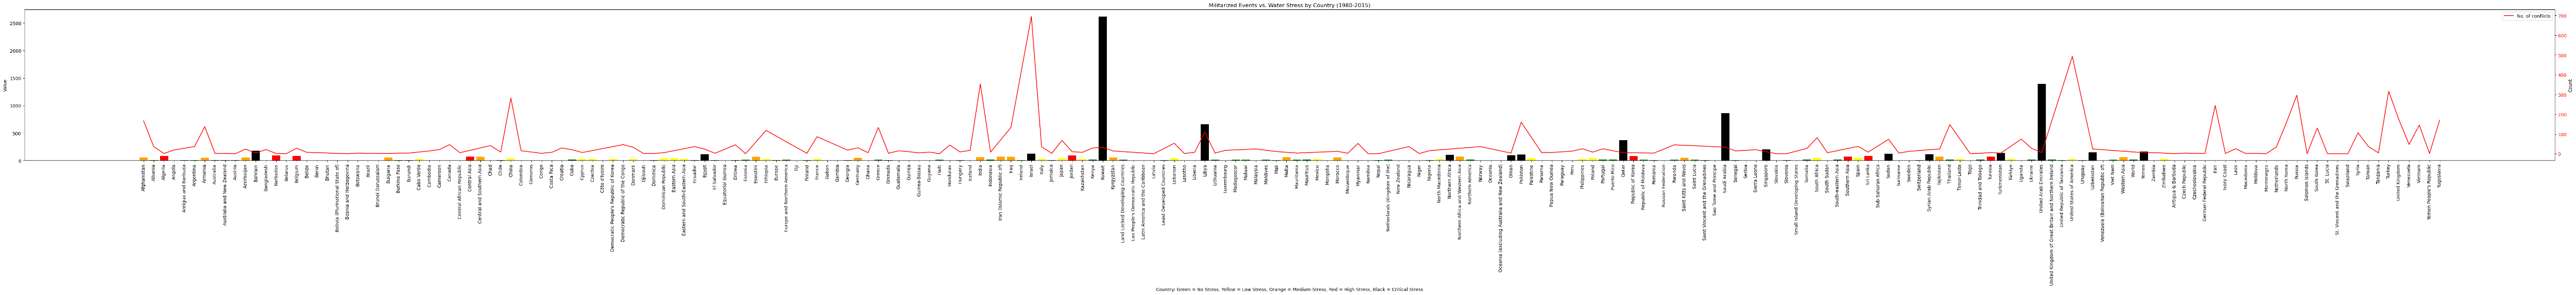 Militarized Events vs. Water Stress by Country (1980-2015)
No. of conflicts
Value
Count
2500
2000
1500
1000
500
0
700
600
500
400
300
200
100
0
Afghanistan
Albania
Algeria
Angola
Antigua and Barbuda
Argentina
Armenia
Australia
Australia and New Zealand
Austria
Azerbaijan
Bahrain
Bangladesh
Barbados
Belarus
Belgium
Belize
Benin
Bhutan
Bolivia (Plurinational State of)
Bosnia and Herzegovina
Botswana
Brazil
Brunei Darussalam
Bulgaria
Burkina Faso
Burundi
Cabo Verde
Cambodia
Cameroon
Canada
Central African Republic
Central Asia
Central and Southern Asia
Chad
Chile
China
Colombia
Comoros
Congo
Costa Rica
Croatia
Cuba
Cyprus
Czechia
Côte d'Ivoire
Democratic People's Republic of Korea
Democratic Republic of the Congo
Denmark
Djibouti
Dominica
Dominican Republic
Eastern Asia
Eastern and South-Eastern Asia
Ecuador
Egypt
El Salvador
Equatorial Guinea
Eritrea
Estonia
Eswatini
Ethiopia
Europe
Europe and Northern America
Fiji
Finland
France
Gabon
Gambia
Georgia
Germany
Ghana
Greece
Grenada
Guatemala
Guinea
Guinea-Bissau
Guyana
Haiti
Honduras
Hungary
Iceland
India
Indonesia
Iran (Islamic Republic of)
Iraq
Ireland
Israel
Italy
Jamaica
Japan
Jordan
Kazakhstan
Kenya
Kuwait
Kyrgyzstan
Land Locked Developing Countries
Lao People's Democratic Republic
Latin America and the Caribbean
Latvia
Least Developed Countries
Lebanon
Lesotho
Liberia
Libya
Lithuania
Luxembourg
Madagascar
Malawi
Malaysia
Maldives
Mali
Malta
Mauritania
Mauritius
Mexico
Mongolia
Morocco
Mozambique
Myanmar
Namibia
Nepal
Netherlands (Kingdom of the)
New Zealand
Nicaragua
Niger
Nigeria
North Macedonia
Northern Africa
Northern Africa and Western Asia
Northern America
Norway
Oceania
Oceania (excluding Australia and New Zealand)
Oman
Pakistan
Palestine
Panama
Papua New Guinea
Paraguay
Peru
Philippines
Poland
Portugal
Puerto Rico
Qatar
Republic of Korea
Republic of Moldova
Romania
Russian Federation
Rwanda
Saint Kitts and Nevis
Saint Lucia
Saint Vincent and the Grenadines
Sao Tome and Principe
Saudi Arabia
Senegal
Serbia
Sierra Leone
Singapore
Slovakia
Slovenia
Small Island Developing States
Somalia
South Africa
South Sudan
South-eastern Asia
Southern Asia
Spain
Sri Lanka
Sub-Saharan Africa
Sudan
Suriname
Sweden
Switzerland
Syrian Arab Republic
Tajikistan
Thailand
Timor-Leste
Togo
Trinidad and Tobago
Tunisia
Turkmenistan
Türkiye
Uganda
Ukraine
United Arab Emirates
United Kingdom of Great Britain and Northern Ireland
United Republic of Tanzania
United States of America
Uruguay
Uzbekistan
Venezuela (Bolivarian Republic of)
Viet Nam
Western Asia
World
Yemen
Zambia
Zimbabwe
Antigua & Barbuda
Czech Republic
Czechoslovakia
German Federal Republic
Iran
Ivory Coast
Laos
Macedonia
Moldova
Montenegro
Netherlands
North Korea
Russia
Solomon Islands
South Korea
St. Lucia
St. Vincent and the Grenadines
Swaziland
Syria
Taiwan
Tanzania
Turkey
United Kingdom
Venezuela
Vietnam
Yemen People's Republic
Yugoslavia
Country: Green = No Stress, Yellow = Low Stress, Orange = Medium Stress, Red = High Stress, Black = Critical Stress